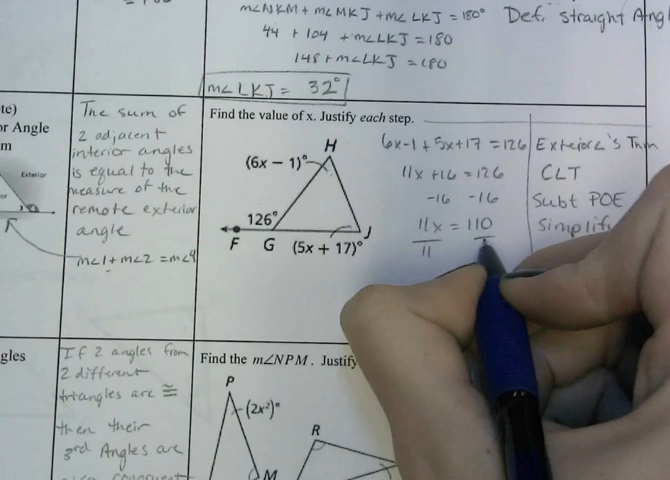 m∠NKM + m∠MKJ + m∠LKJ = 180° Def. straight Angl
44 + 104 + m∠LKJ = 180
148 + m∠LKJ = 180
m∠LKJ = 32°
te)
or Angle
m
Exterior
or
The sum of
2 adjacent
interior angles
is equal to the
measure of the
remote exterior
angle
m∠1 + m∠2 = m∠4
Find the value of x. Justify each step.
H
(6x − 1)°
126°
F G (5x + 17)° J
6x-1 + 5x+17 = 126 Exterior∠'s Thm
11x + 16 = 126 CLT
-16 -16 Subt POE
11x = 110 Simplify
11
gles
If 2 angles from
2 different
triangles are ≅
then their
3rd Angles are
Find the m∠NPM. Justify
P
(2x²)°
R
M